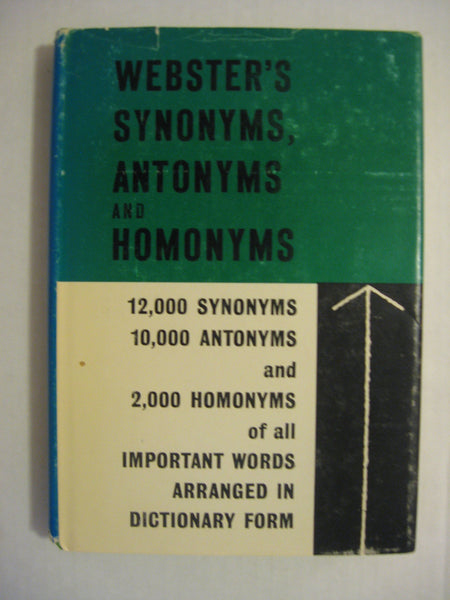 WEBSTER'S
SYNONYMS,
ANTONYMS
AND
HOMONYMS
12,000 SYNONYMS
10,000 ANTONYMS
and
2,000 HOMONYMS
of all
IMPORTANT WORDS
ARRANGED IN
DICTIONARY FORM